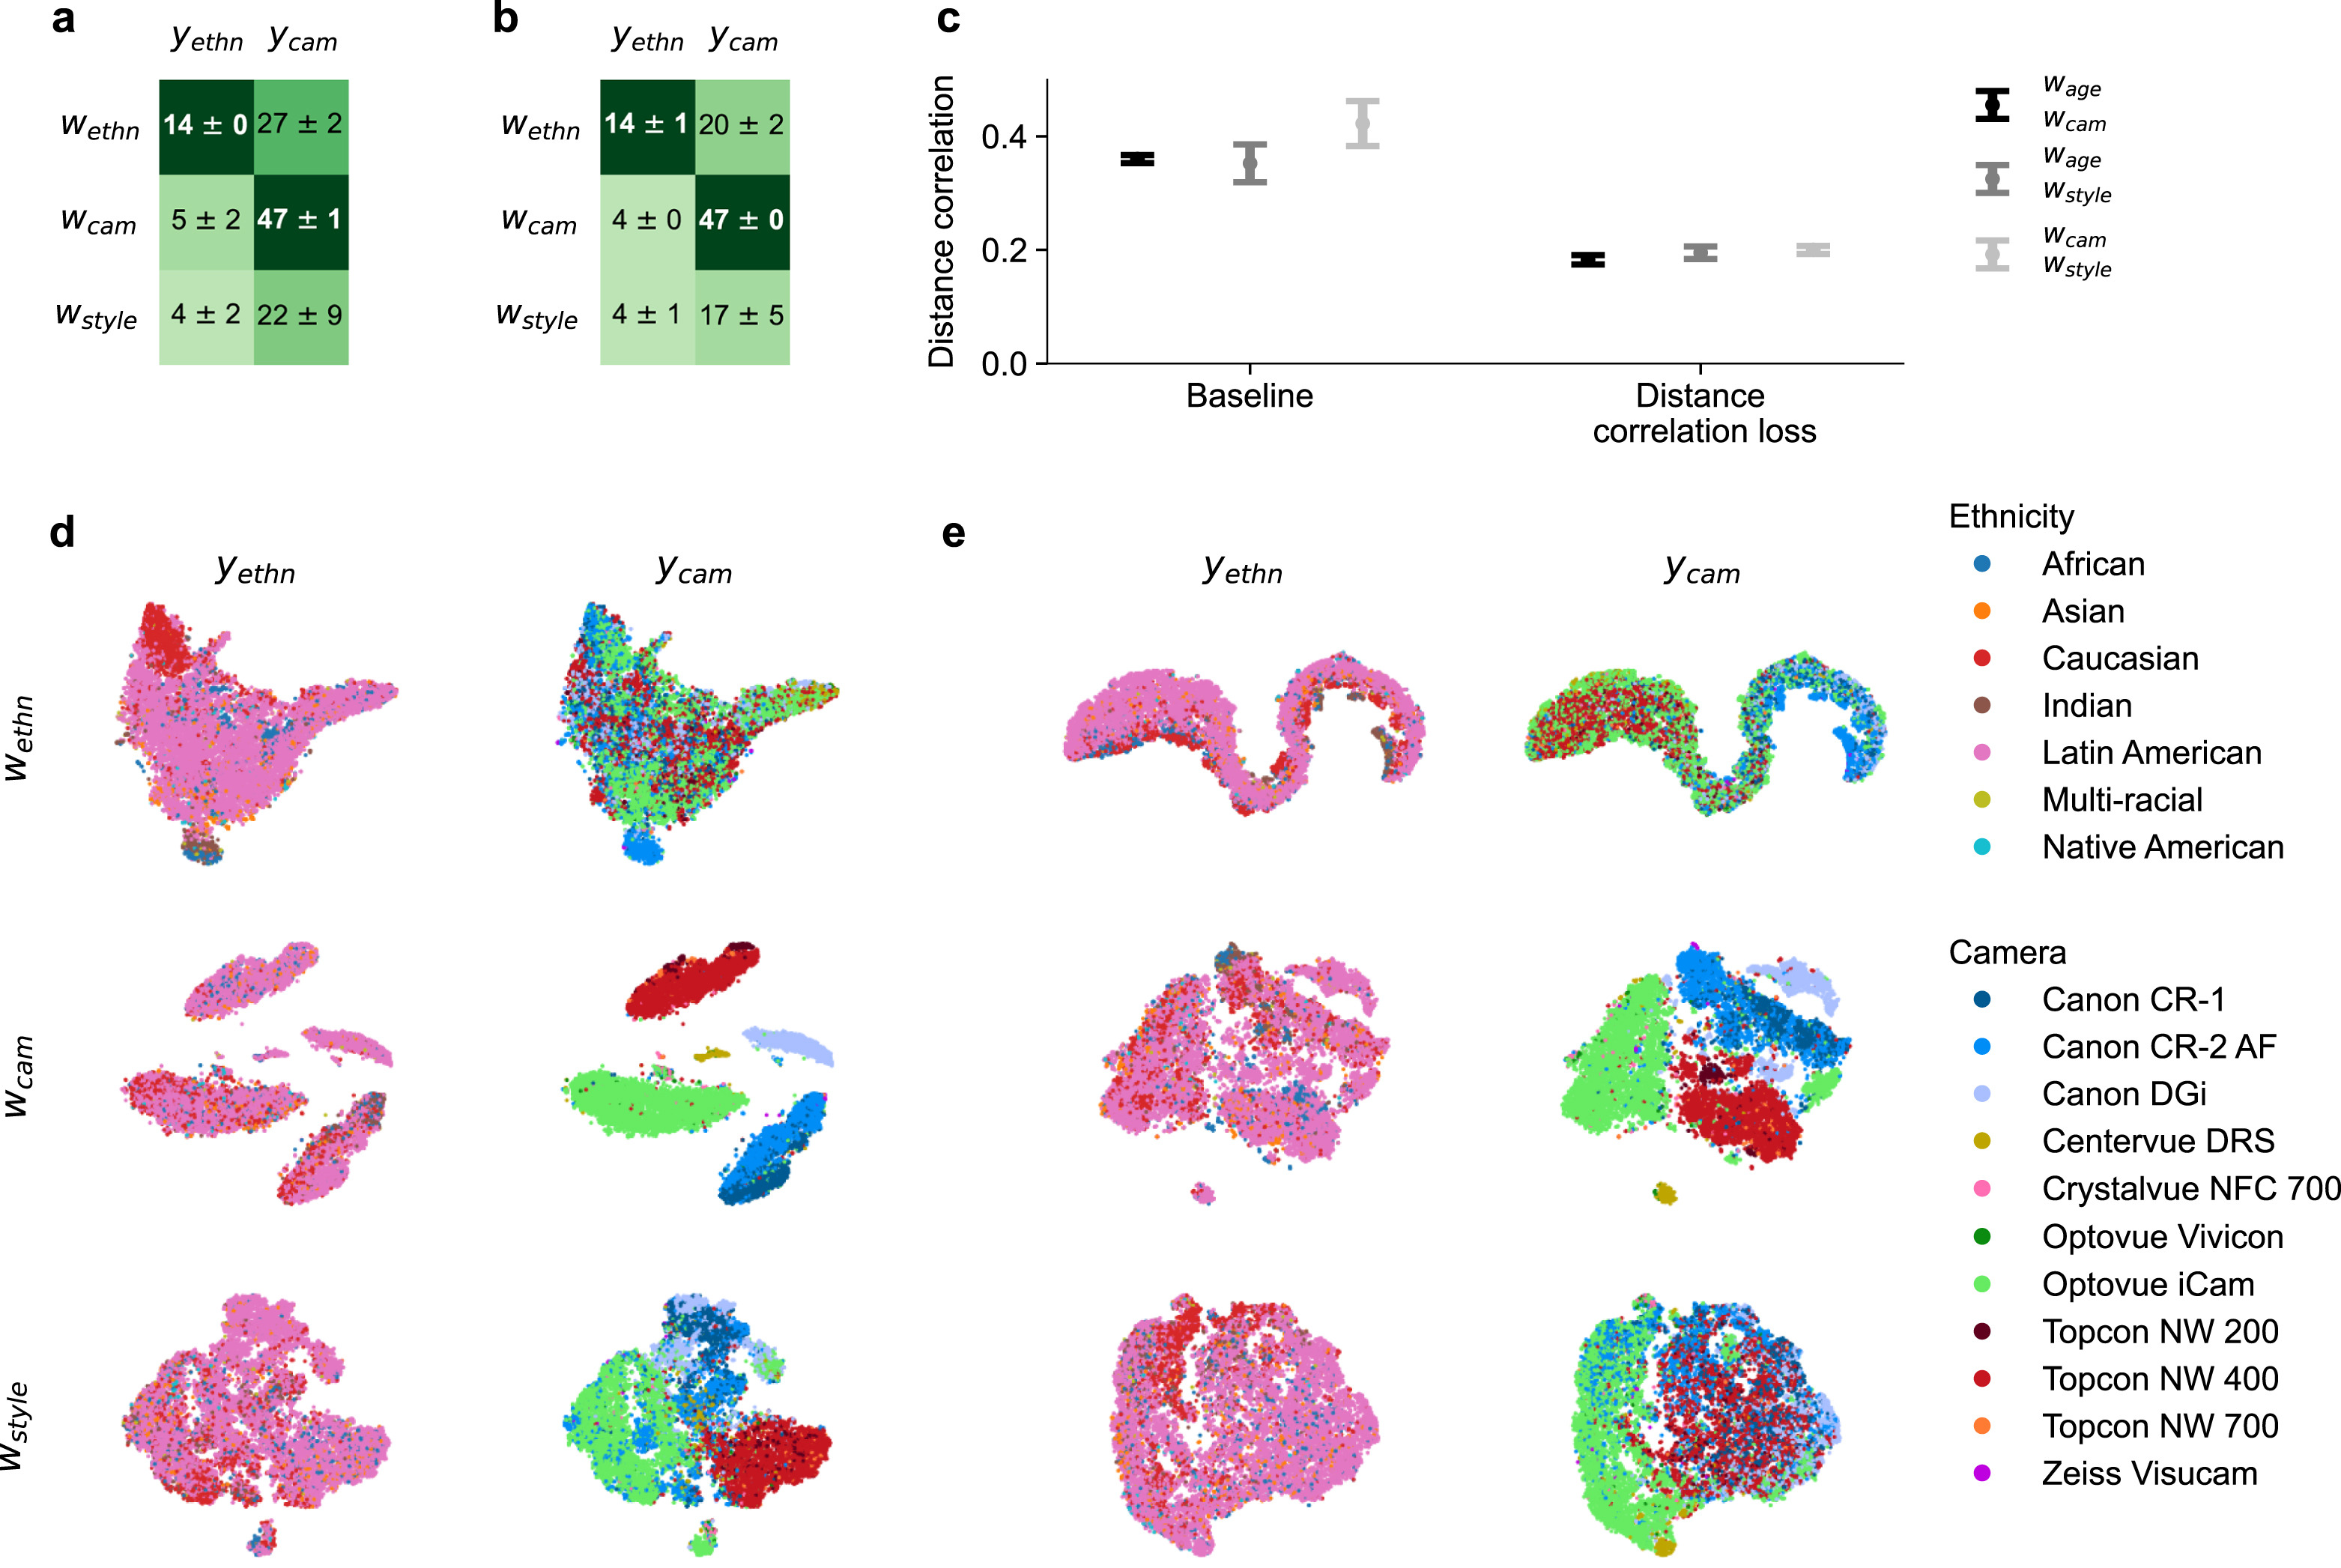 a
y_ethn y_cam
w_ethn 14 ± 0 27 ± 2
w_cam 5 ± 2 47 ± 1
w_style 4 ± 2 22 ± 9
b
y_ethn y_cam
w_ethn 14 ± 1 20 ± 2
w_cam 4 ± 0 47 ± 0
w_style 4 ± 1 17 ± 5
c
Distance correlation
0.4
0.2
0.0
Baseline
Distance
correlation loss
w_age
w_cam
w_age
w_style
w_cam
w_style
d
y_ethn y_cam
w_ethn
w_cam
w_style
e
y_ethn y_cam
Ethnicity
African
Asian
Caucasian
Indian
Latin American
Multi-racial
Native American
Camera
Canon CR-1
Canon CR-2 AF
Canon DGi
Centervue DRS
Crystalvue NFC 700
Optovue Vivicon
Optovue iCam
Topcon NW 200
Topcon NW 400
Topcon NW 700
Zeiss Visucam